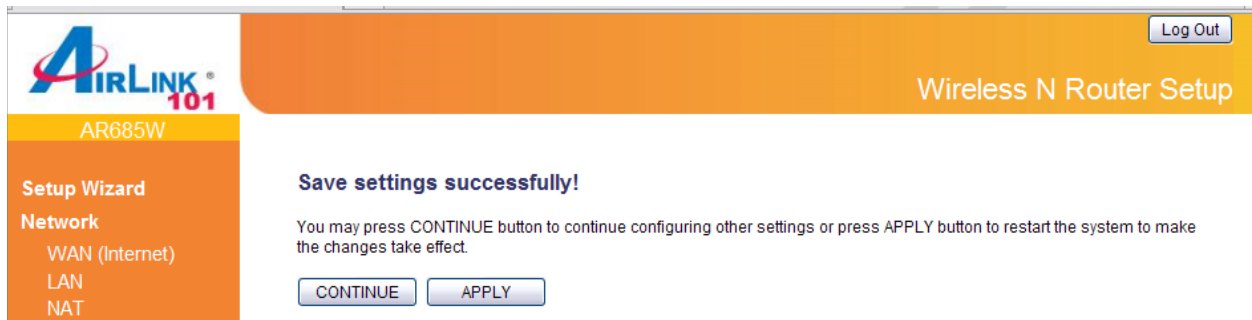 Log Out
AIRLINK®
101
Wireless N Router Setup
AR685W
Setup Wizard
Network
WAN (Internet)
LAN
NAT
Save settings successfully!
You may press CONTINUE button to continue configuring other settings or press APPLY button to restart the system to make
the changes take effect.
CONTINUE APPLY